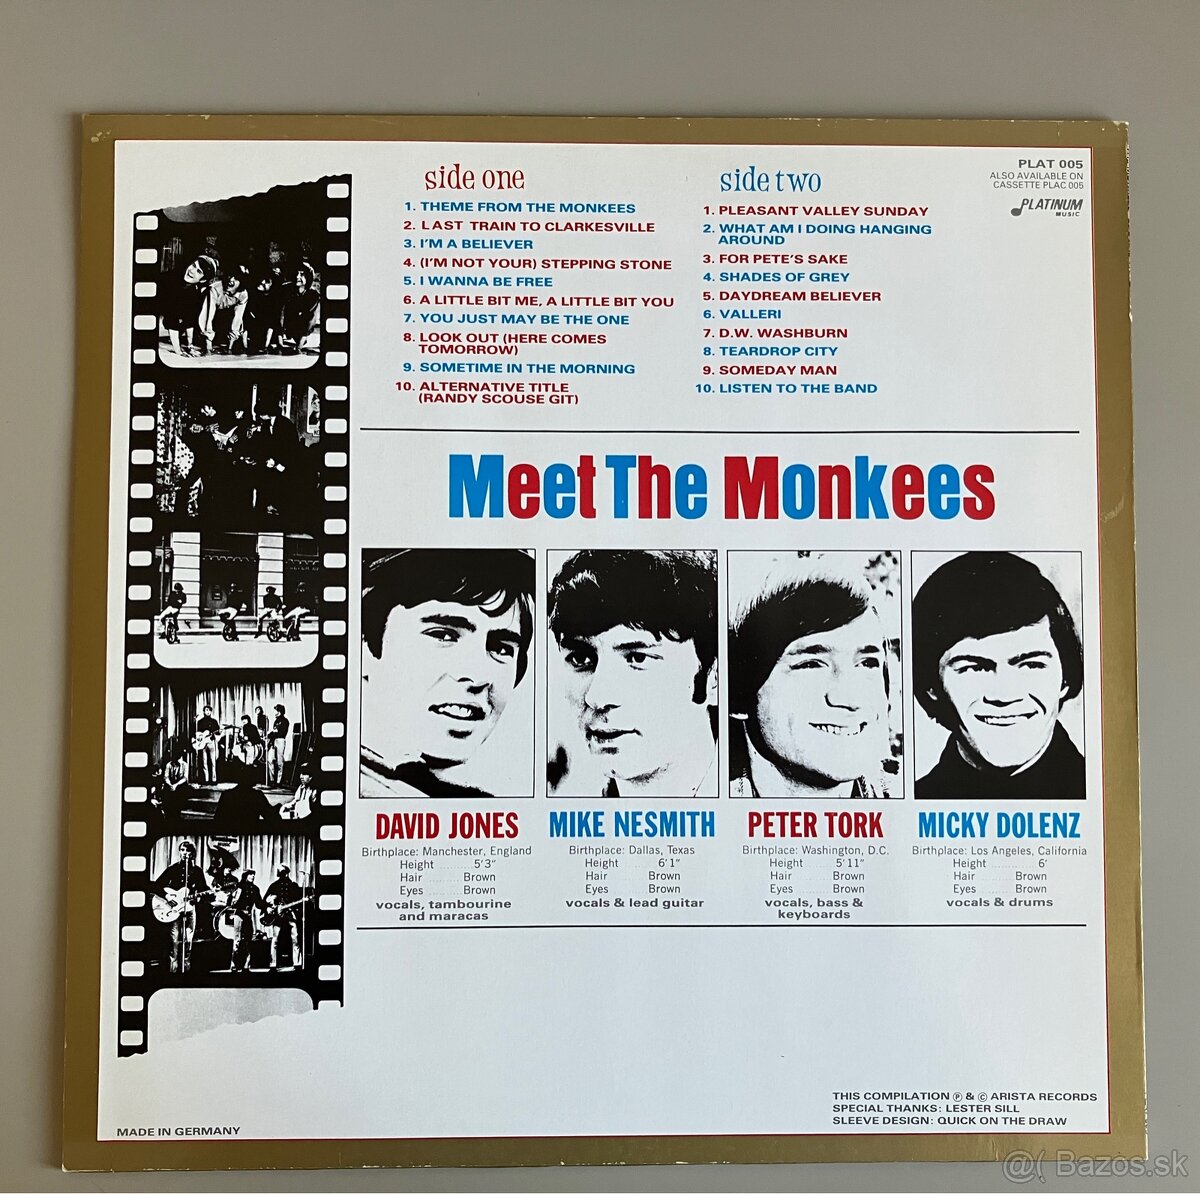 side one
1. THEME FROM THE MONKEES
2. LAST TRAIN TO CLARKESVILLE
3. I'M A BELIEVER
4. (I'M NOT YOUR) STEPPING STONE
5. I WANNA BE FREE
6. A LITTLE BIT ME, A LITTLE BIT YOU
7. YOU JUST MAY BE THE ONE
8. LOOK OUT (HERE COMES
TOMORROW)
9. SOMETIME IN THE MORNING
10. ALTERNATIVE TITLE
(RANDY SCOUSE GIT)
side two
1. PLEASANT VALLEY SUNDAY
2. WHAT AM I DOING HANGING
AROUND
3. FOR PETE'S SAKE
4. SHADES OF GREY
5. DAYDREAM BELIEVER
6. VALLERI
7. D.W. WASHBURN
8. TEARDROP CITY
9. SOMEDAY MAN
10. LISTEN TO THE BAND
PLAT 005
ALSO AVAILABLE ON
CASSETTE PLAC 005
PLATINUM
MUSIC
Meet The Monkees
DAVID JONES
Birthplace: Manchester, England
Height ..........5'3"
Hair .......... Brown
Eyes .......... Brown
vocals, tambourine
and maracas
MIKE NESMITH
Birthplace: Dallas, Texas
Height .......... 6'1"
Hair .......... Brown
Eyes .......... Brown
vocals & lead guitar
PETER TORK
Birthplace: Washington, D.C.
Height ..........5'11"
Hair ..........Brown
Eyes ..........Brown
vocals, bass &
keyboards
MICKY DOLENZ
Birthplace: Los Angeles, California
Height .......... 6'
Hair ..........Brown
Eyes ..........Brown
vocals & drums
THIS COMPILATION Ⓟ & © ARISTA RECORDS
SPECIAL THANKS: LESTER SILL
SLEEVE DESIGN: QUICK ON THE DRAW
MADE IN GERMANY
@( Bazos.sk